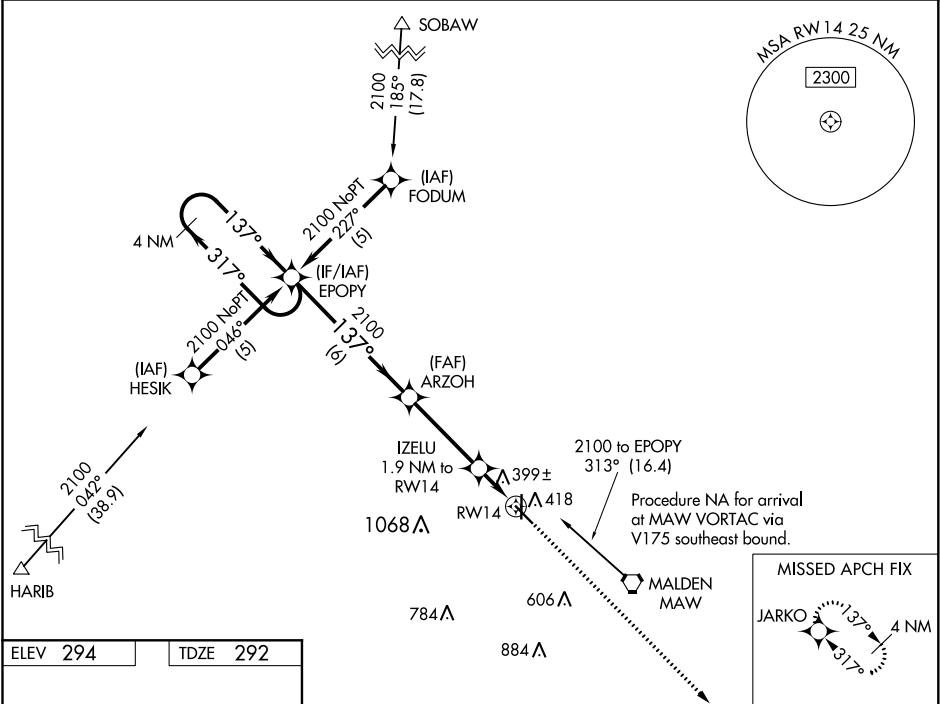 SOBAW
2100
185°
(17.8)
MSA RW14 25 NM
2300
(IAF)
FODUM
2100 NoPT
227°
(5)
4 NM
137°
317°
(IF/IAF)
EPOPY
2100 NoPT
046°
(5)
(IAF)
HESIK
2100
137°
(6)
(FAF)
ARZOH
2100
042°
(38.9)
HARIB
IZELU
1.9 NM to
RW14
399±
418
RW14
1068
2100 to EPOPY
313° (16.4)
Procedure NA for arrival
at MAW VORTAC via
V175 southeast bound.
MALDEN
MAW
784
606
884
MISSED APCH FIX
JARKO
137°
4 NM
317°
ELEV 294
TDZE 292